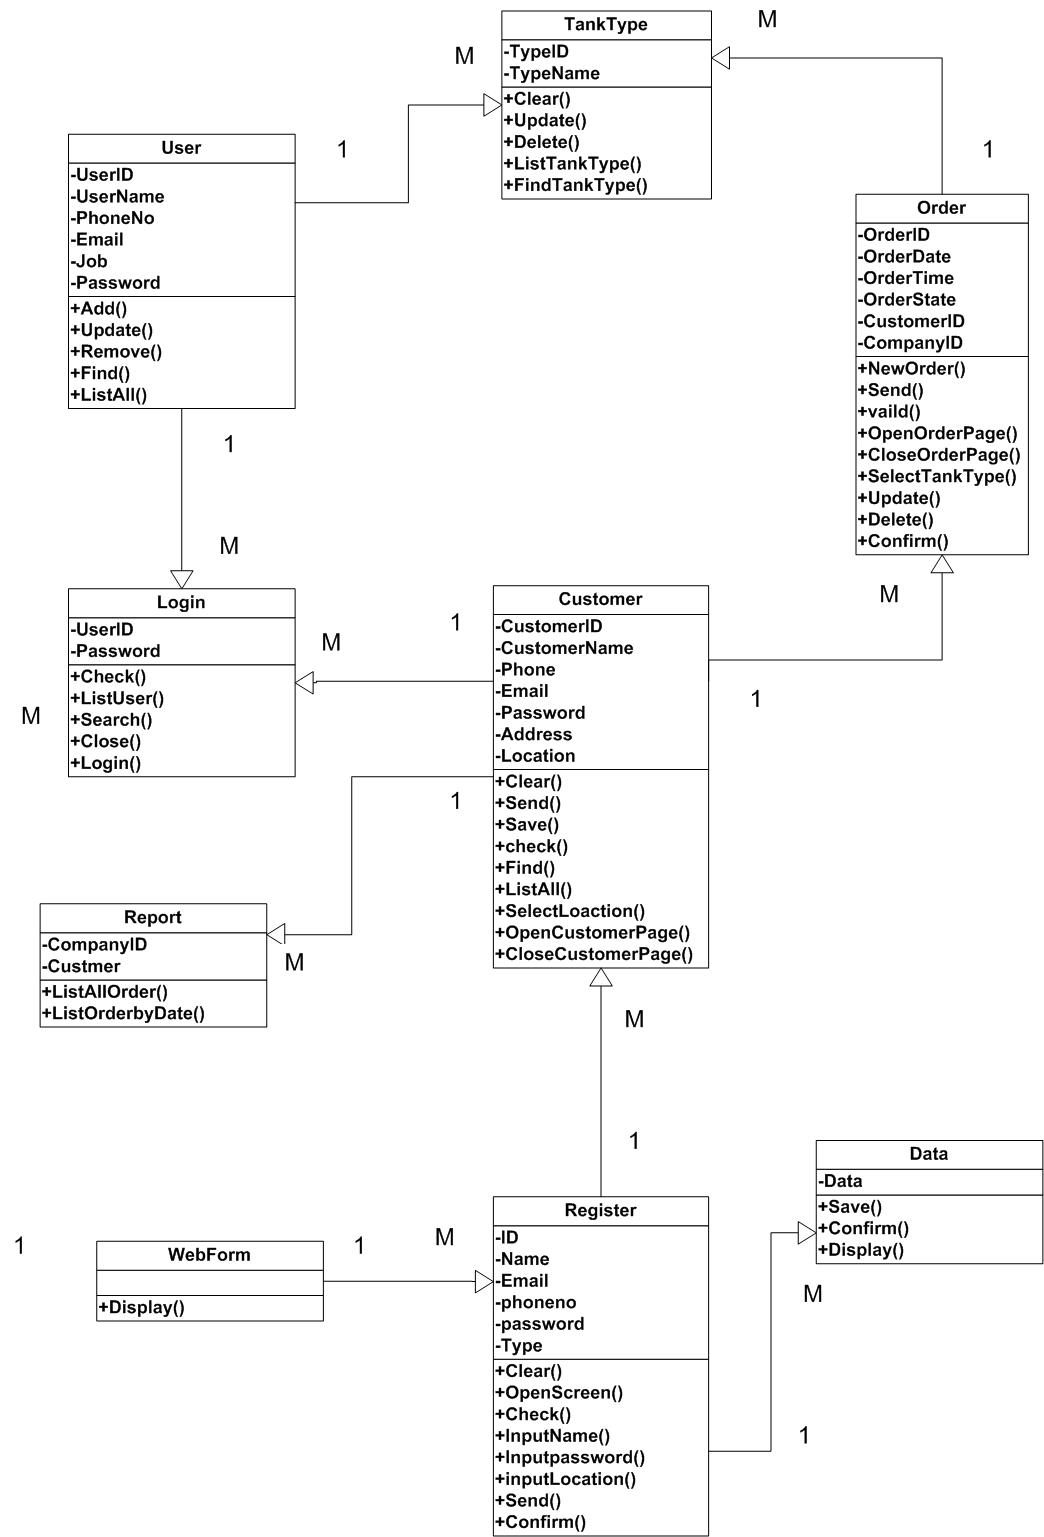 TankType
-TypeID
-TypeName
+Clear()
+Update()
+Delete()
+ListTankType()
+FindTankType()
M
M
1
1
User
-UserID
-UserName
-PhoneNo
-Email
-Job
-Password
+Add()
+Update()
+Remove()
+Find()
+ListAll()
Order
-OrderID
-OrderDate
-OrderTime
-OrderState
-CustomerID
-CompanyID
+NewOrder()
+Send()
+vaild()
+OpenOrderPage()
+CloseOrderPage()
+SelectTankType()
+Update()
+Delete()
+Confirm()
1
M
M
Login
-UserID
-Password
+Check()
+ListUser()
+Search()
+Close()
+Login()
M
M
1
Customer
-CustomerID
-CustomerName
-Phone
-Email
-Password
-Address
-Location
+Clear()
+Send()
+Save()
+check()
+Find()
+ListAll()
+SelectLoaction()
+OpenCustomerPage()
+CloseCustomerPage()
1
1
Report
-CompanyID
-Custmer
+ListAllOrder()
+ListOrderbyDate()
M
M
1
Data
-Data
+Save()
+Confirm()
+Display()
M
1
1
WebForm
+Display()
1
M
Register
-ID
-Name
-Email
-phoneno
-password
-Type
+Clear()
+OpenScreen()
+Check()
+InputName()
+Inputpassword()
+inputLocation()
+Send()
+Confirm()